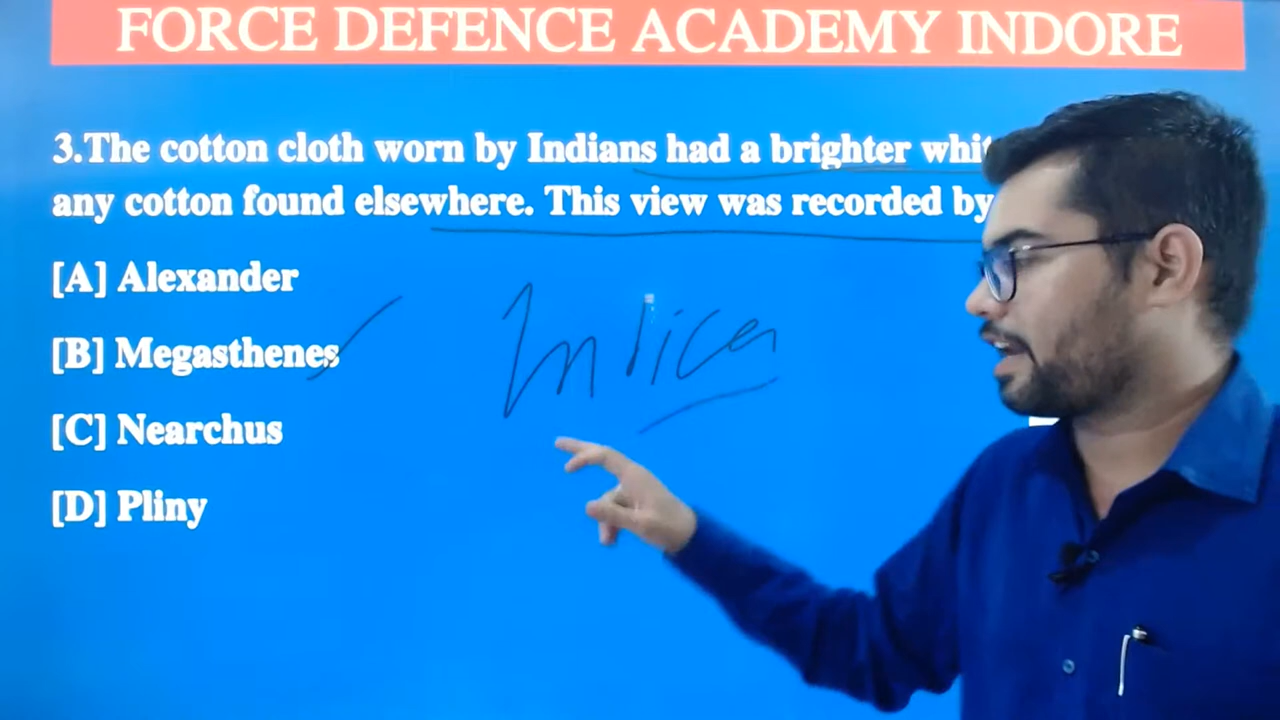 FORCE DEFENCE ACADEMY INDORE
3.The cotton cloth worn by Indians had a brighter whit
any cotton found elsewhere. This view was recorded by
[A] Alexander
[B] Megasthenes
Indica
[C] Nearchus
[D] Pliny